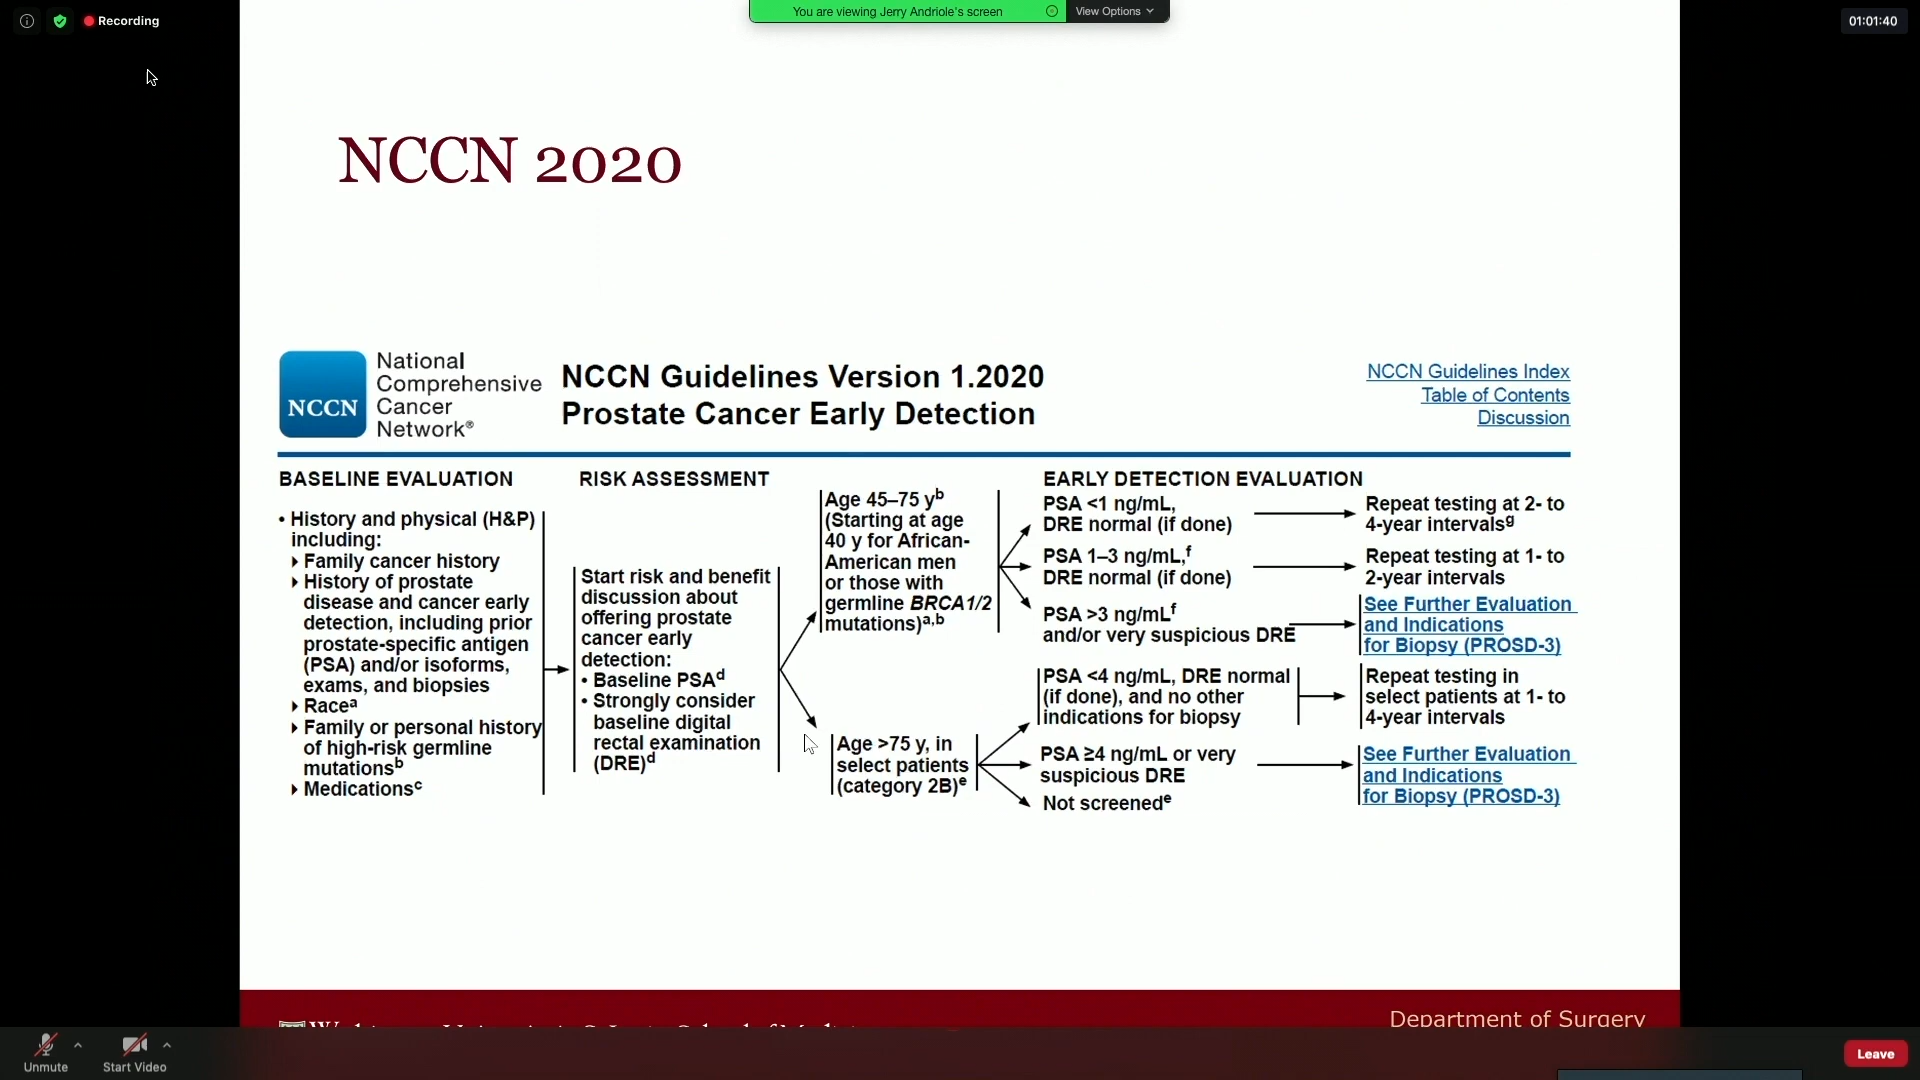 Recording
You are viewing Jerry Andriole's screen
View Options
01:01:40
NCCN 2020
NCCN
National
Comprehensive
Cancer
Network®
NCCN Guidelines Version 1.2020
Prostate Cancer Early Detection
NCCN Guidelines Index
Table of Contents
Discussion
BASELINE EVALUATION
• History and physical (H&P)
including:
Family cancer history
History of prostate
disease and cancer early
detection, including prior
prostate-specific antigen
(PSA) and/or isoforms,
exams, and biopsies
Raceᵃ
Family or personal history
of high-risk germline
mutationsᵇ
Medicationsᶜ
RISK ASSESSMENT
Start risk and benefit
discussion about
offering prostate
cancer early
detection:
• Baseline PSAᵈ
• Strongly consider
baseline digital
rectal examination
(DRE)ᵈ
Age 45–75 yᵇ
(Starting at age
40 y for African-
American men
or those with
germline BRCA1/2
mutations)ᵃ,ᵇ
Age >75 y, in
select patients
(category 2B)ᵉ
EARLY DETECTION EVALUATION
PSA <1 ng/mL,
DRE normal (if done)
Repeat testing at 2- to
4-year intervalsᵍ
PSA 1–3 ng/mL,ᶠ
DRE normal (if done)
Repeat testing at 1- to
2-year intervals
PSA >3 ng/mLᶠ
and/or very suspicious DRE
See Further Evaluation
and Indications
for Biopsy (PROSD-3)
PSA <4 ng/mL, DRE normal
(if done), and no other
indications for biopsy
Repeat testing in
select patients at 1- to
4-year intervals
PSA ≥4 ng/mL or very
suspicious DRE
See Further Evaluation
and Indications
for Biopsy (PROSD-3)
Not screenedᵉ
Department of Surgery
Unmute
Start Video
Leave